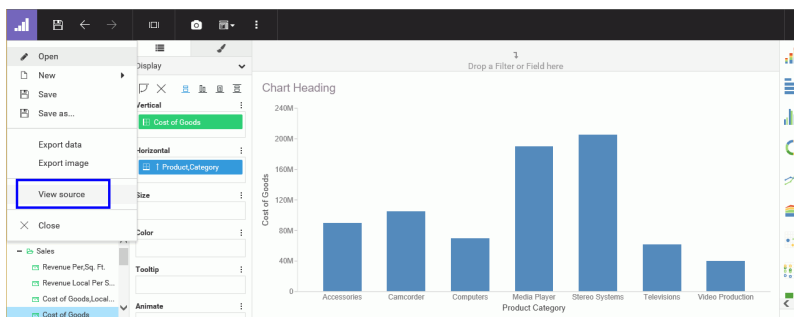 Open
New
Save
Save as...
Export data
Export image
View source
Close
Sales
Revenue Per,Sq. Ft.
Revenue Local Per S...
Cost of Goods,Local...
Cost of Goods
Display
Vertical
Cost of Goods
Horizontal
Product,Category
Size
Color
Tooltip
Animate
Drop a Filter or Field here
Chart Heading
240M
200M
160M
120M
80M
40M
0
Cost of Goods
Accessories Camcorder Computers Media Player Stereo Systems Televisions Video Production
Product Category